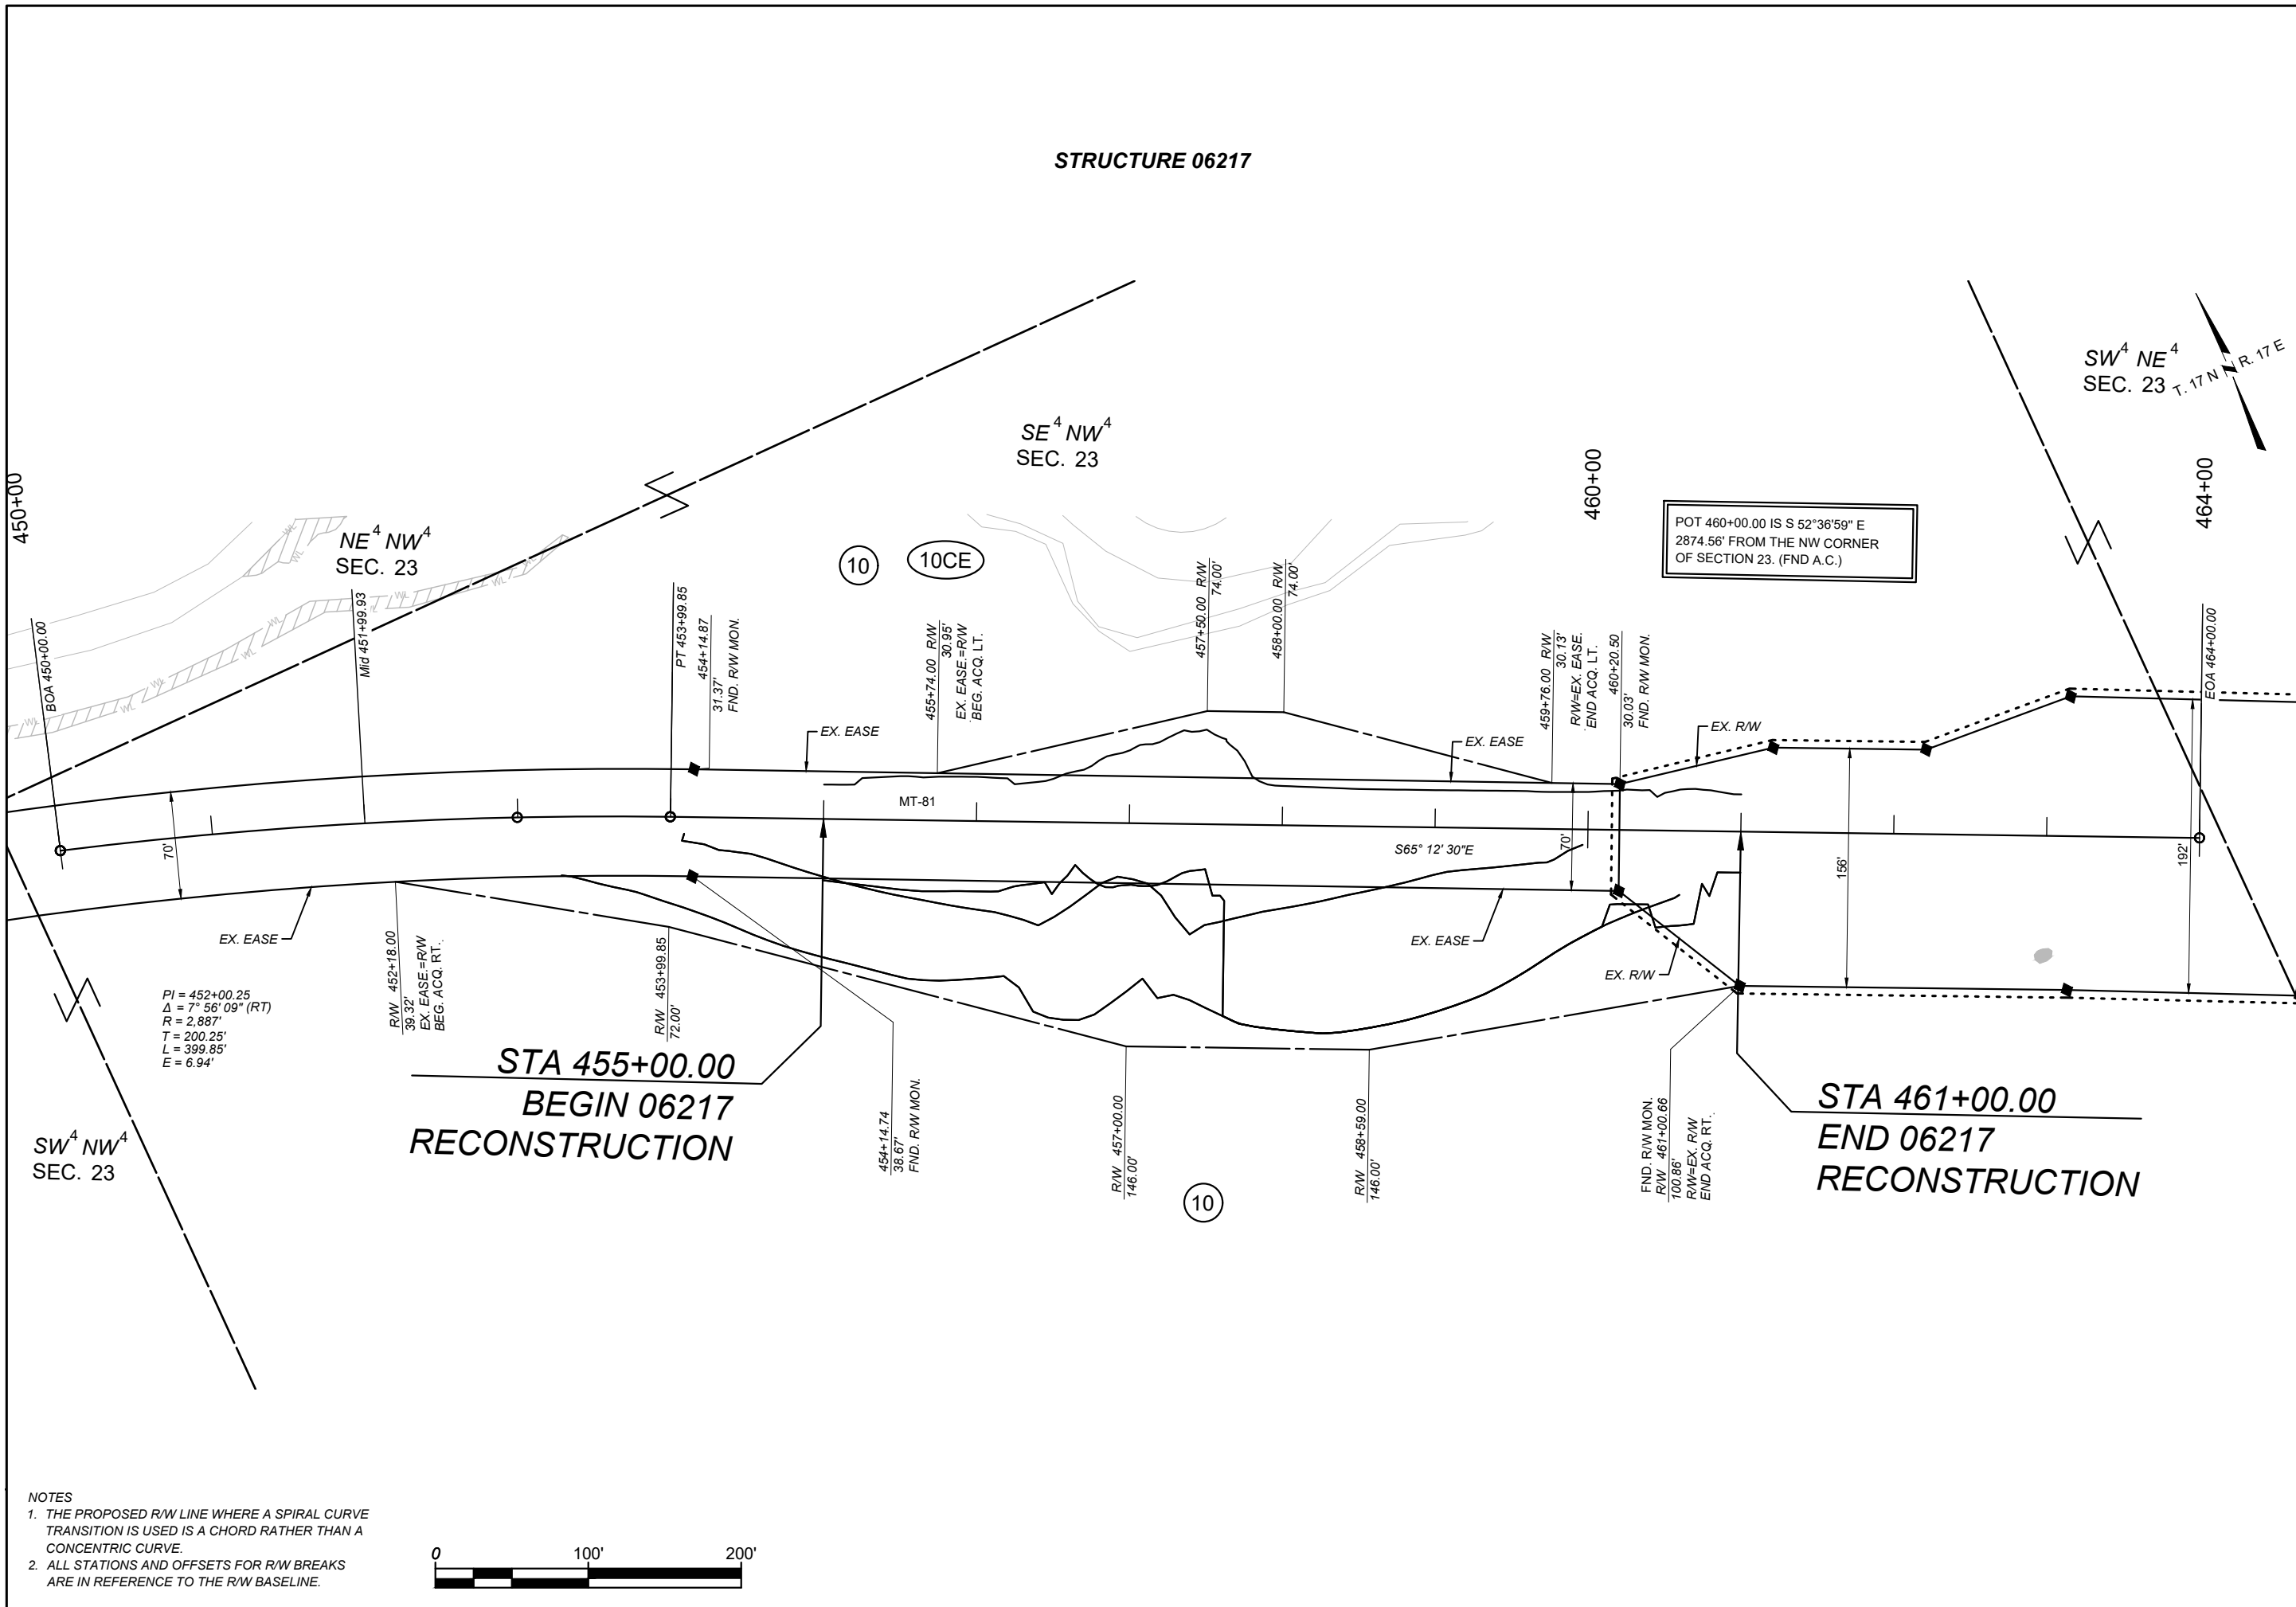 STRUCTURE 06217
SW4 NE4
SEC. 23
T. 17 N
R. 17 E
SE4 NW4
SEC. 23
450+00
460+00
464+00
NE4 NW4
SEC. 23
10
10CE
POT 460+00.00 IS S 52°36'59" E
2874.56' FROM THE NW CORNER
OF SECTION 23. (FND A.C.)
WL
WL
WL
WL
WL
WL
WL
WL
WL
WL
BOA 450+00.00
Mid 451+99.93
PT 453+99.85
454+14.87
31.37'
FND. R/W MON.
455+74.00 R/W
30.95'
EX. EASE.=R/W
BEG. ACQ. LT.
457+50.00 R/W
74.00'
458+00.00 R/W
74.00'
459+76.00 R/W
30.13'
R/W=EX. EASE.
END ACQ. LT.
460+20.50
30.03'
FND. R/W MON.
EOA 464+00.00
EX. EASE
EX. EASE
EX. R/W
MT-81
S65° 12' 30"E
70'
70'
156'
192'
EX. EASE
EX. EASE
EX. R/W
PI = 452+00.25
Δ = 7° 56' 09" (RT)
R = 2,887'
T = 200.25'
L = 399.85'
E = 6.94'
R/W 452+18.00
39.32'
EX. EASE.=R/W
BEG. ACQ. RT.
R/W 453+99.85
72.00'
STA 455+00.00
BEGIN 06217
RECONSTRUCTION
454+14.74
38.67'
FND. R/W MON.
R/W 457+00.00
146.00'
R/W 458+59.00
146.00'
10
FND. R/W MON.
R/W 461+00.66
100.86'
R/W=EX. R/W
END ACQ. RT.
STA 461+00.00
END 06217
RECONSTRUCTION
SW4 NW4
SEC. 23
NOTES
1. THE PROPOSED R/W LINE WHERE A SPIRAL CURVE
TRANSITION IS USED IS A CHORD RATHER THAN A
CONCENTRIC CURVE.
2. ALL STATIONS AND OFFSETS FOR R/W BREAKS
ARE IN REFERENCE TO THE R/W BASELINE.
0 100' 200'